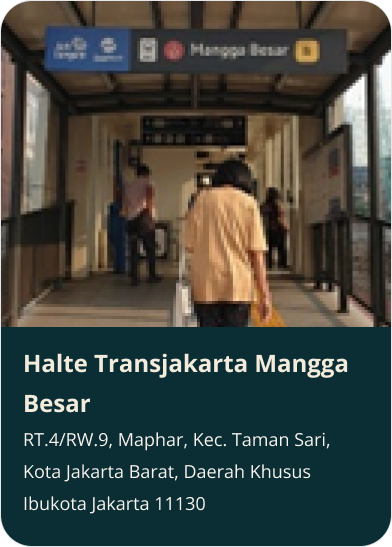 Mangga Besar
Halte Transjakarta Mangga
Besar
RT.4/RW.9, Maphar, Kec. Taman Sari,
Kota Jakarta Barat, Daerah Khusus
Ibukota Jakarta 11130